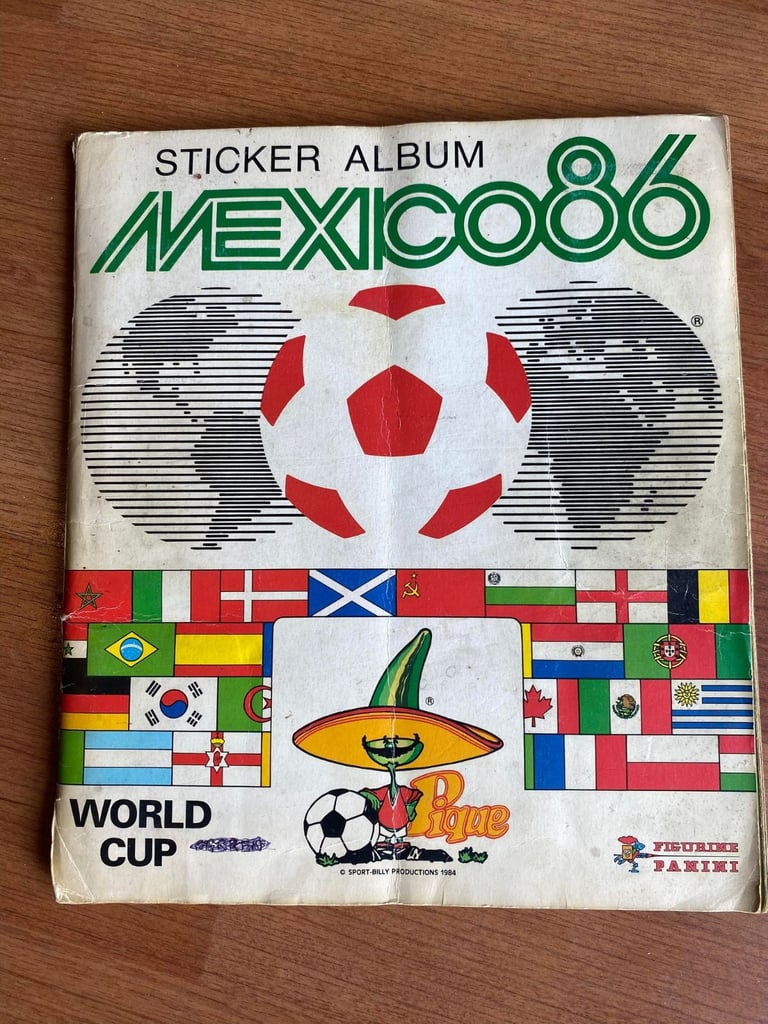 STICKER ALBUM
MEXICO86
®
®
Pique
WORLD
CUP
FIGURINE
PANINI
© SPORT-BILLY PRODUCTIONS 1984